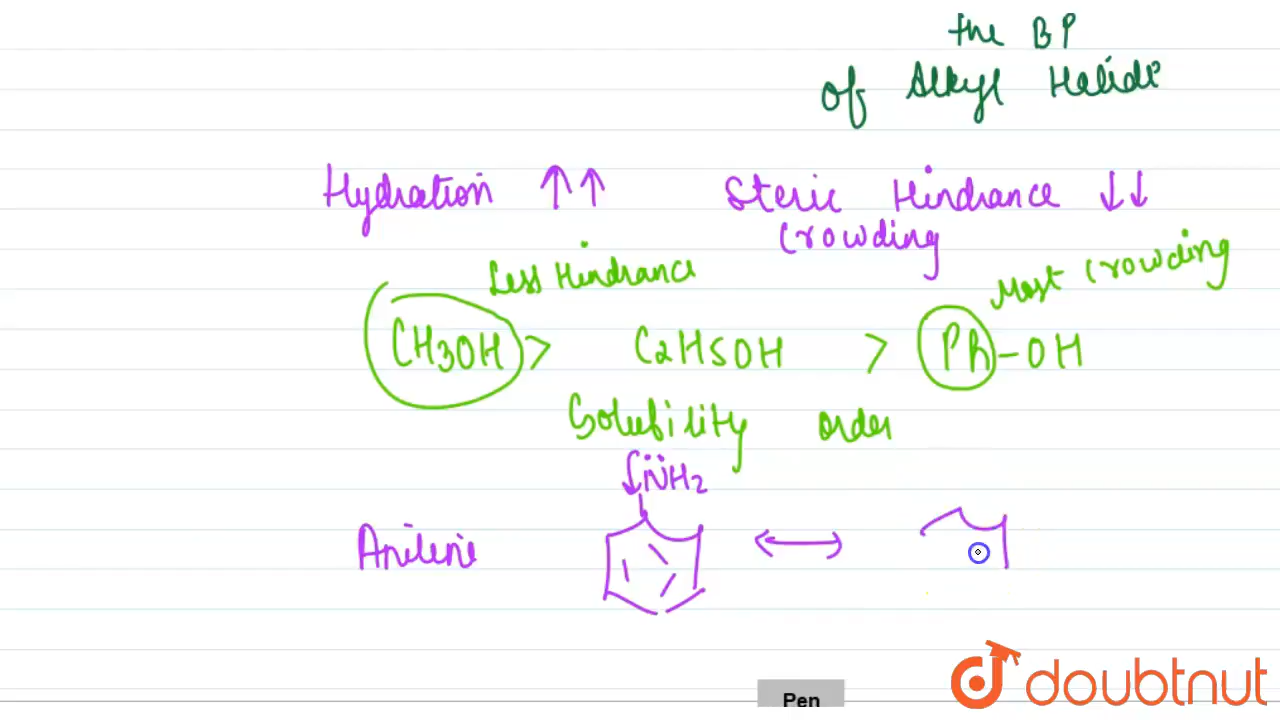 the BP
of Alkyl Halide
Hydration ↑↑ Steric Hindrance ↓↓
Crowding
Less Hindrance Most Crowding
CH3OH > C2H5OH > Ph-OH
Solubility order
NH2
Aniline
doubtnut
Pen